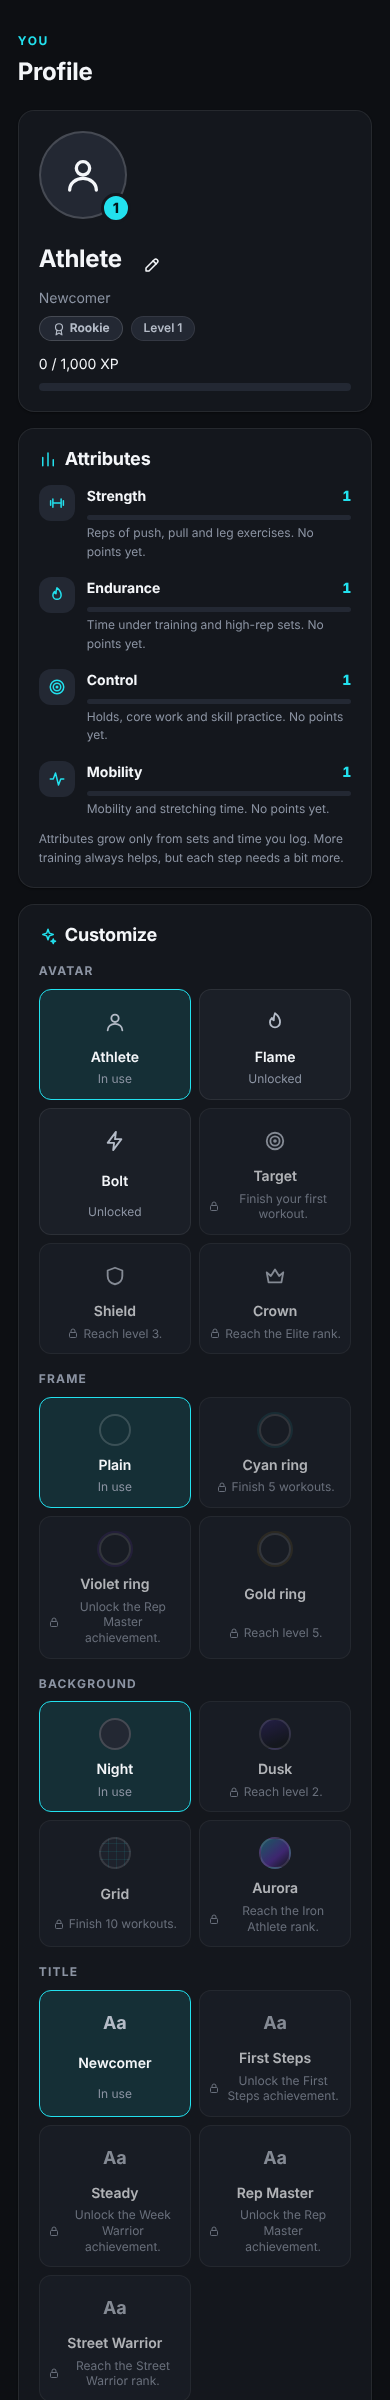 YOU
Profile
1
Athlete
Newcomer
Rookie
Level 1
0 / 1,000 XP
Attributes
Strength 1
Reps of push, pull and leg exercises. No
points yet.
Endurance 1
Time under training and high-rep sets. No
points yet.
Control 1
Holds, core work and skill practice. No points
yet.
Mobility 1
Mobility and stretching time. No points yet.
Attributes grow only from sets and time you log. More
training always helps, but each step needs a bit more.
Customize
AVATAR
Athlete
In use
Flame
Unlocked
Bolt
Unlocked
Target
Finish your first
workout.
Shield
Reach level 3.
Crown
Reach the Elite rank.
FRAME
Plain
In use
Cyan ring
Finish 5 workouts.
Violet ring
Unlock the Rep
Master
achievement.
Gold ring
Reach level 5.
BACKGROUND
Night
In use
Dusk
Reach level 2.
Grid
Finish 10 workouts.
Aurora
Reach the Iron
Athlete rank.
TITLE
Aa
Newcomer
In use
Aa
First Steps
Unlock the First
Steps achievement.
Aa
Steady
Unlock the Week
Warrior
achievement.
Aa
Rep Master
Unlock the Rep
Master
achievement.
Aa
Street Warrior
Reach the Street
Warrior rank.